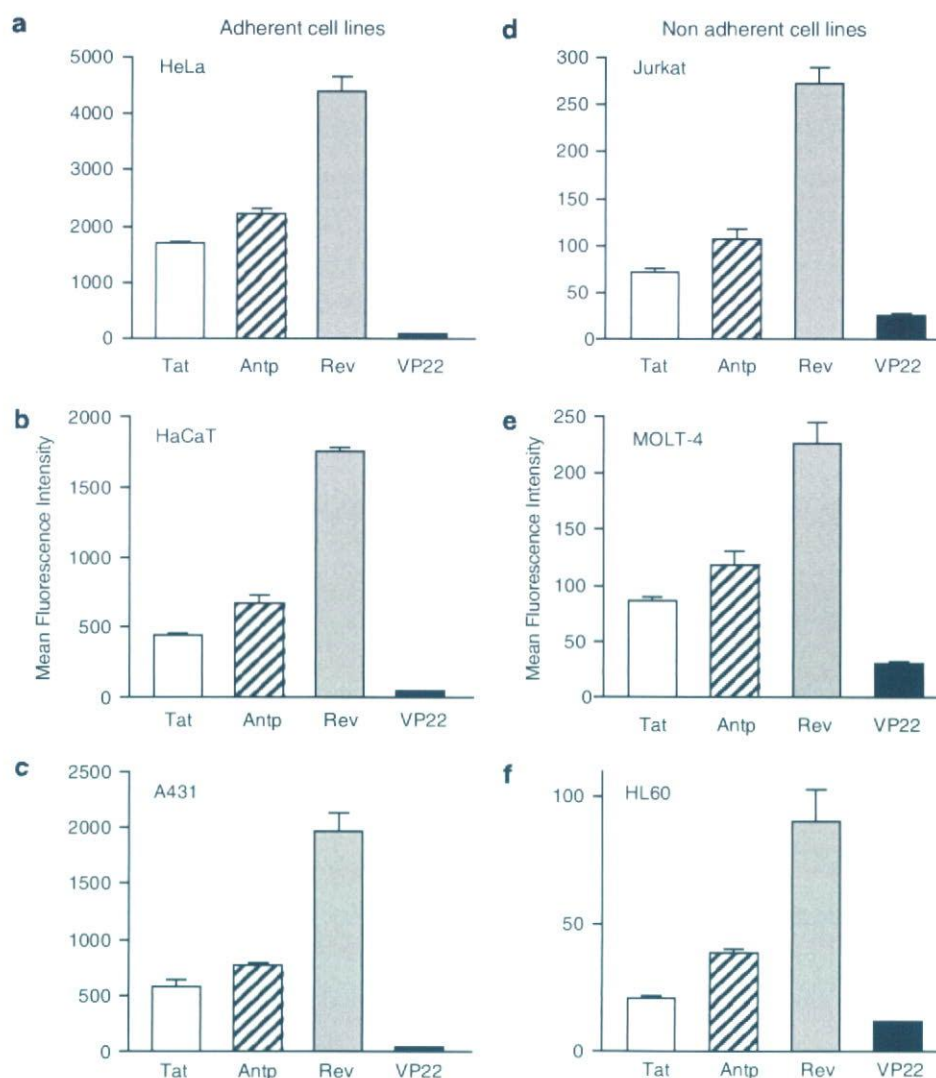 a
Adherent cell lines
HeLa
5000
4000
3000
2000
1000
0
Tat Antp Rev VP22
b
HaCaT
Mean Fluorescence Intensity
2000
1500
1000
500
0
Tat Antp Rev VP22
c
A431
2500
2000
1500
1000
500
0
Tat Antp Rev VP22
d
Non adherent cell lines
Jurkat
300
250
200
150
100
50
0
Tat Antp Rev VP22
e
MOLT-4
Mean Fluorescence Intensity
250
200
150
100
50
0
Tat Antp Rev VP22
f
HL60
100
50
0
Tat Antp Rev VP22